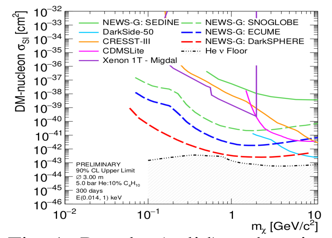 DM-nucleon σSI [cm²]
10⁻³²
10⁻³³
10⁻³⁴
10⁻³⁵
10⁻³⁶
10⁻³⁷
10⁻³⁸
10⁻³⁹
10⁻⁴⁰
10⁻⁴¹
10⁻⁴²
10⁻⁴³
10⁻⁴⁴
10⁻⁴⁵
10⁻⁴⁶
NEWS-G: SEDINE NEWS-G: SNOGLOBE
DarkSide-50 NEWS-G: ECUME
CRESST-III NEWS-G: DarkSPHERE
CDMSLite He ν Floor
Xenon 1T - Migdal
PRELIMINARY
90% CL Upper Limit
Ø 3.00 m
5.0 bar He:10% C₄H₁₀
300 days
E(0.014, 1) keV
10⁻² 10⁻¹ 1 10
mχ [GeV/c²]